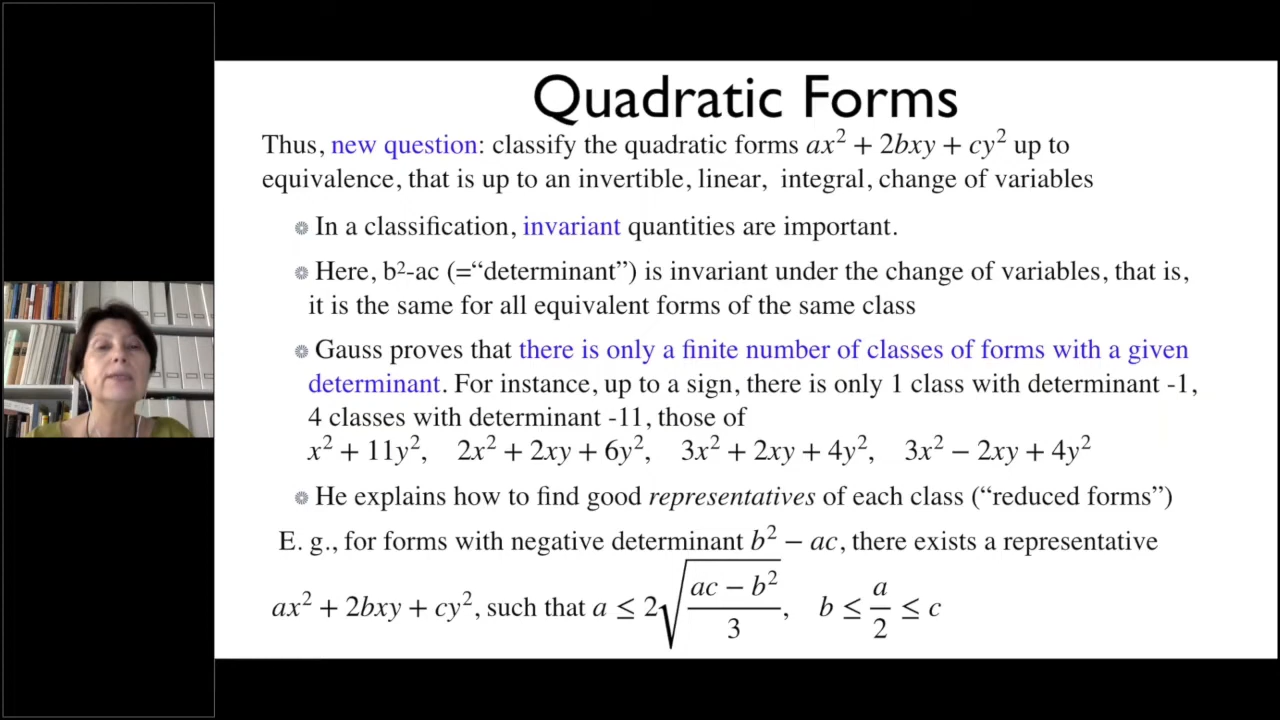 Quadratic Forms
Thus, new question: classify the quadratic forms ax² + 2bxy + cy² up to
equivalence, that is up to an invertible, linear, integral, change of variables
In a classification, invariant quantities are important.
Here, b²-ac (=“determinant”) is invariant under the change of variables, that is,
it is the same for all equivalent forms of the same class
Gauss proves that there is only a finite number of classes of forms with a given
determinant. For instance, up to a sign, there is only 1 class with determinant -1,
4 classes with determinant -11, those of
x² + 11y², 2x² + 2xy + 6y², 3x² + 2xy + 4y², 3x² − 2xy + 4y²
He explains how to find good representatives of each class (“reduced forms”)
E. g., for forms with negative determinant b² − ac, there exists a representative
ax² + 2bxy + cy², such that a ≤ 2√((ac − b²)/3), b ≤ a/2 ≤ c